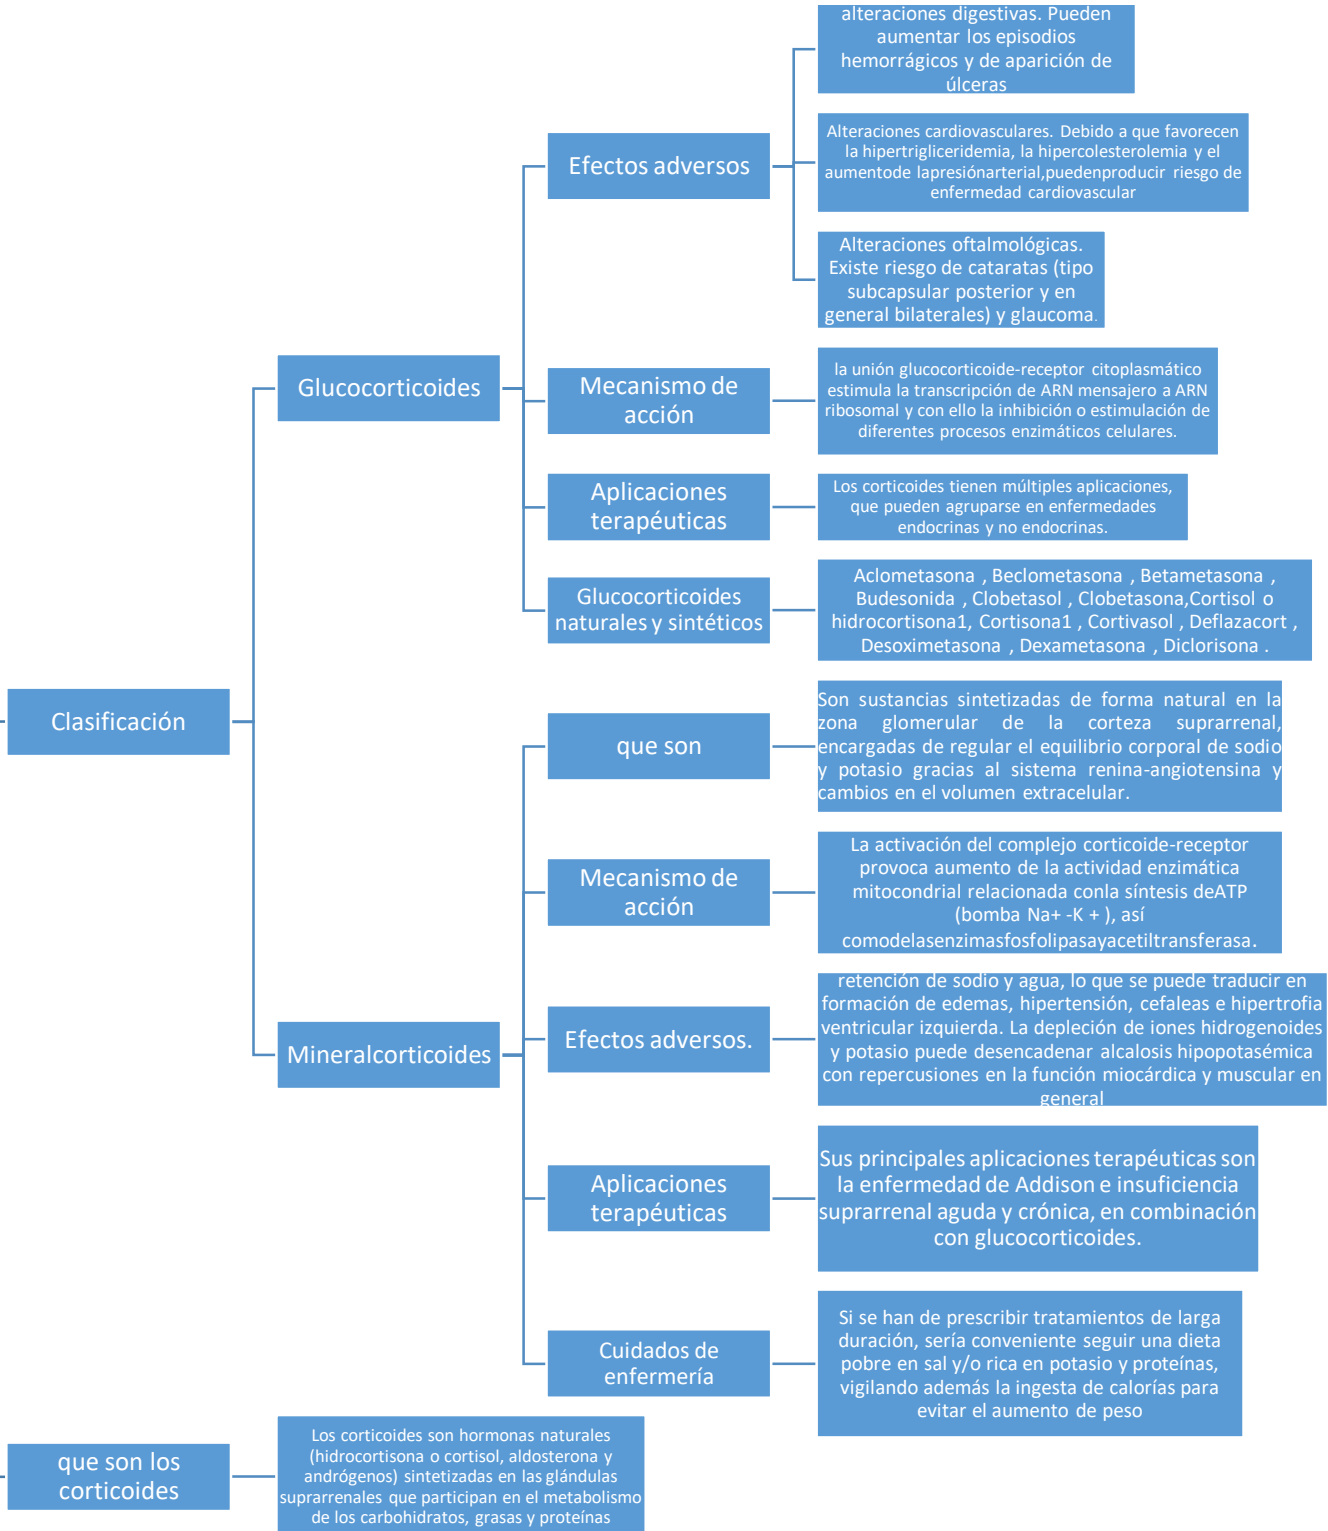 alteraciones digestivas. Pueden
aumentar los episodios
hemorrágicos y de aparición de
úlceras
Efectos adversos
Alteraciones cardiovasculares. Debido a que favorecen
la hipertrigliceridemia, la hipercolesterolemia y el
aumentode lapresiónarterial,puedenproducir riesgo de
enfermedad cardiovascular
Alteraciones oftalmológicas.
Existe riesgo de cataratas (tipo
subcapsular posterior y en
general bilaterales) y glaucoma.
Glucocorticoides
Mecanismo de
acción
la unión glucocorticoide-receptor citoplasmático
estimula la transcripción de ARN mensajero a ARN
ribosomal y con ello la inhibición o estimulación de
diferentes procesos enzimáticos celulares.
Aplicaciones
terapéuticas
Los corticoides tienen múltiples aplicaciones,
que pueden agruparse en enfermedades
endocrinas y no endocrinas.
Glucocorticoides
naturales y sintéticos
Aclometasona , Beclometasona , Betametasona ,
Budesonida , Clobetasol , Clobetasona,Cortisol o
hidrocortisona1, Cortisona1 , Cortivasol , Deflazacort ,
Desoximetasona , Dexametasona , Diclorisona .
Clasificación
que son
Son sustancias sintetizadas de forma natural en la
zona glomerular de la corteza suprarrenal,
encargadas de regular el equilibrio corporal de sodio
y potasio gracias al sistema renina-angiotensina y
cambios en el volumen extracelular.
Mecanismo de
acción
La activación del complejo corticoide-receptor
provoca aumento de la actividad enzimática
mitocondrial relacionada conla síntesis deATP
(bomba Na+ -K + ), así
comodelasenzimasfosfolipasayacetiltransferasa.
Mineralcorticoides
Efectos adversos.
retención de sodio y agua, lo que se puede traducir en
formación de edemas, hipertensión, cefaleas e hipertrofia
ventricular izquierda. La depleción de iones hidrogenoides
y potasio puede desencadenar alcalosis hipopotasémica
con repercusiones en la función miocárdica y muscular en
general
Aplicaciones
terapéuticas
Sus principales aplicaciones terapéuticas son
la enfermedad de Addison e insuficiencia
suprarrenal aguda y crónica, en combinación
con glucocorticoides.
Cuidados de
enfermería
Si se han de prescribir tratamientos de larga
duración, sería conveniente seguir una dieta
pobre en sal y/o rica en potasio y proteínas,
vigilando además la ingesta de calorías para
evitar el aumento de peso
que son los
corticoides
Los corticoides son hormonas naturales
(hidrocortisona o cortisol, aldosterona y
andrógenos) sintetizadas en las glándulas
suprarrenales que participan en el metabolismo
de los carbohidratos, grasas y proteínas